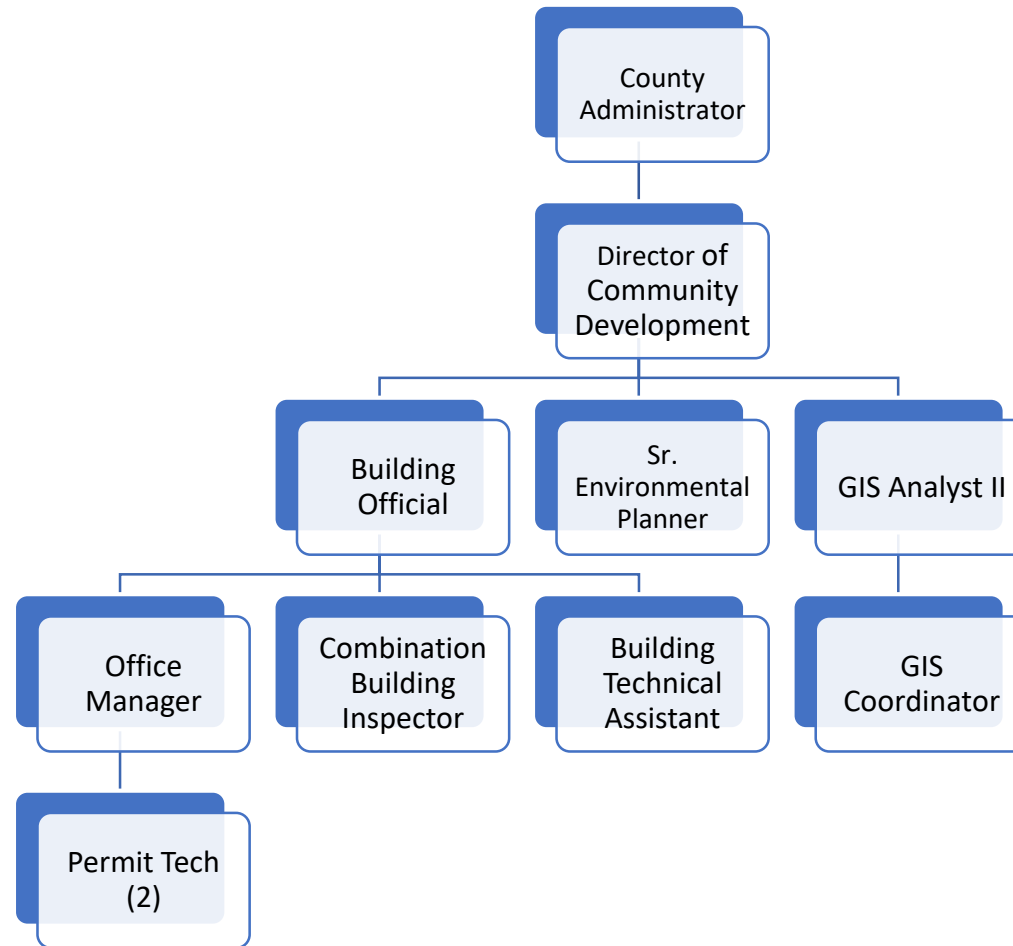 County
Administrator
Director of
Community
Development
Building
Official
Sr.
Environmental
Planner
GIS Analyst II
Office
Manager
Combination
Building
Inspector
Building
Technical
Assistant
GIS
Coordinator
Permit Tech
(2)